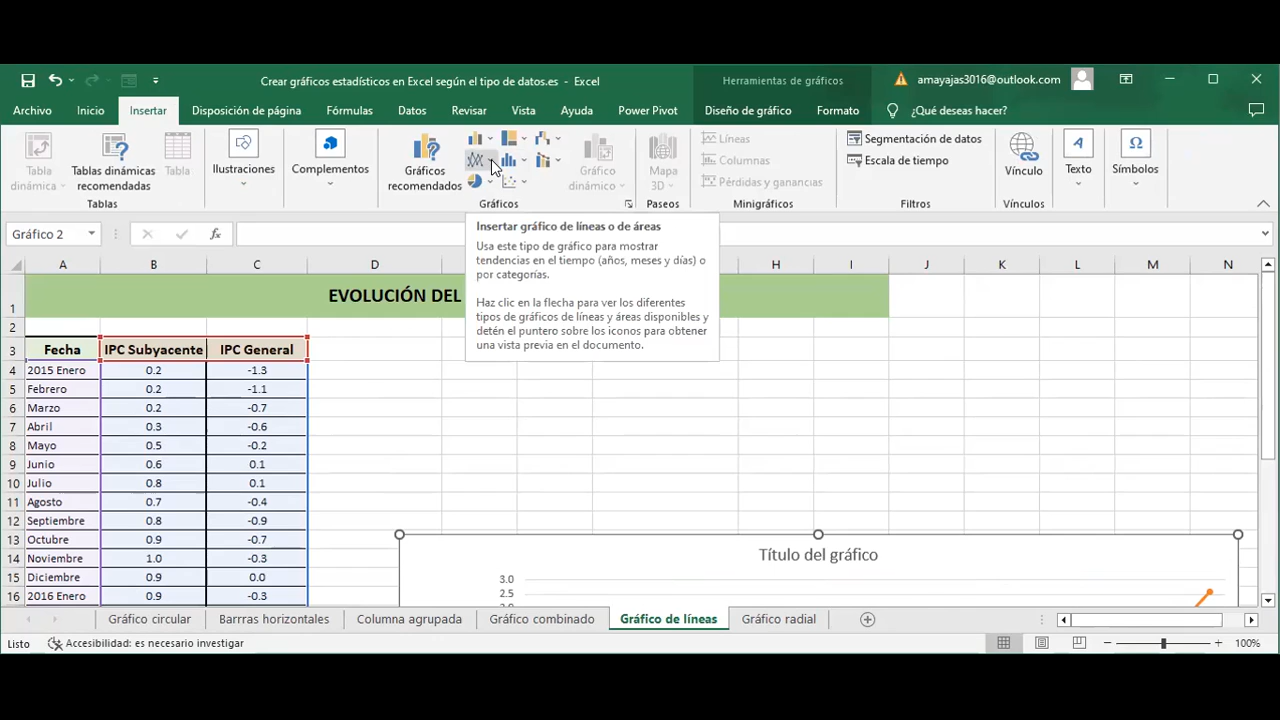 Crear gráficos estadísticos en Excel según el tipo de datos.es - Excel
Herramientas de gráficos
amayajas3016@outlook.com
Archivo Inicio Insertar Disposición de página Fórmulas Datos Revisar Vista Ayuda Power Pivot Diseño de gráfico Formato ¿Qué deseas hacer?
Tabla dinámica
Tablas dinámicas recomendadas
Tabla
Tablas
Ilustraciones
Complementos
Gráficos recomendados
Gráfico dinámico
Gráficos
Mapa 3D
Paseos
Líneas
Columnas
Pérdidas y ganancias
Minigráficos
Segmentación de datos
Escala de tiempo
Filtros
Vínculo
Vínculos
Texto
Símbolos
Gráfico 2
fx
Insertar gráfico de líneas o de áreas
Usa este tipo de gráfico para mostrar
tendencias en el tiempo (años, meses y días) o
por categorías.
Haz clic en la flecha para ver los diferentes
tipos de gráficos de líneas y áreas disponibles y
detén el puntero sobre los iconos para obtener
una vista previa en el documento.
A B C D H I J K L M N
1 EVOLUCIÓN DEL
2
3 Fecha IPC Subyacente IPC General
4 2015 Enero 0.2 -1.3
5 Febrero 0.2 -1.1
6 Marzo 0.2 -0.7
7 Abril 0.3 -0.6
8 Mayo 0.5 -0.2
9 Junio 0.6 0.1
10 Julio 0.8 0.1
11 Agosto 0.7 -0.4
12 Septiembre 0.8 -0.9
13 Octubre 0.9 -0.7
14 Noviembre 1.0 -0.3
15 Diciembre 0.9 0.0
16 2016 Enero 0.9 -0.3
Título del gráfico
3.0
2.5
Gráfico circular Barrras horizontales Columna agrupada Gráfico combinado Gráfico de líneas Gráfico radial
Listo Accesibilidad: es necesario investigar 100%